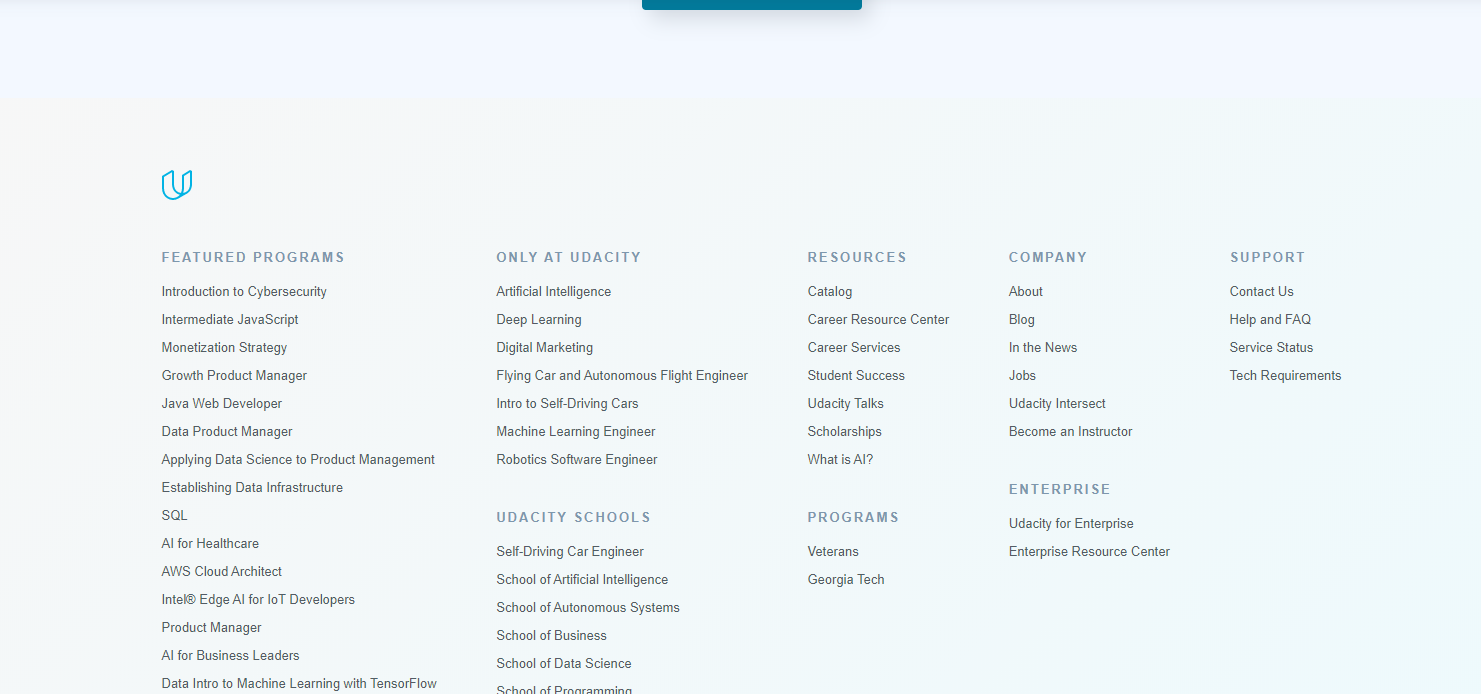 FEATURED PROGRAMS
Introduction to Cybersecurity
Intermediate JavaScript
Monetization Strategy
Growth Product Manager
Java Web Developer
Data Product Manager
Applying Data Science to Product Management
Establishing Data Infrastructure
SQL
AI for Healthcare
AWS Cloud Architect
Intel® Edge AI for IoT Developers
Product Manager
AI for Business Leaders
Data Intro to Machine Learning with TensorFlow
ONLY AT UDACITY
Artificial Intelligence
Deep Learning
Digital Marketing
Flying Car and Autonomous Flight Engineer
Intro to Self-Driving Cars
Machine Learning Engineer
Robotics Software Engineer
UDACITY SCHOOLS
Self-Driving Car Engineer
School of Artificial Intelligence
School of Autonomous Systems
School of Business
School of Data Science
School of Programming
RESOURCES
Catalog
Career Resource Center
Career Services
Student Success
Udacity Talks
Scholarships
What is AI?
PROGRAMS
Veterans
Georgia Tech
COMPANY
About
Blog
In the News
Jobs
Udacity Intersect
Become an Instructor
ENTERPRISE
Udacity for Enterprise
Enterprise Resource Center
SUPPORT
Contact Us
Help and FAQ
Service Status
Tech Requirements